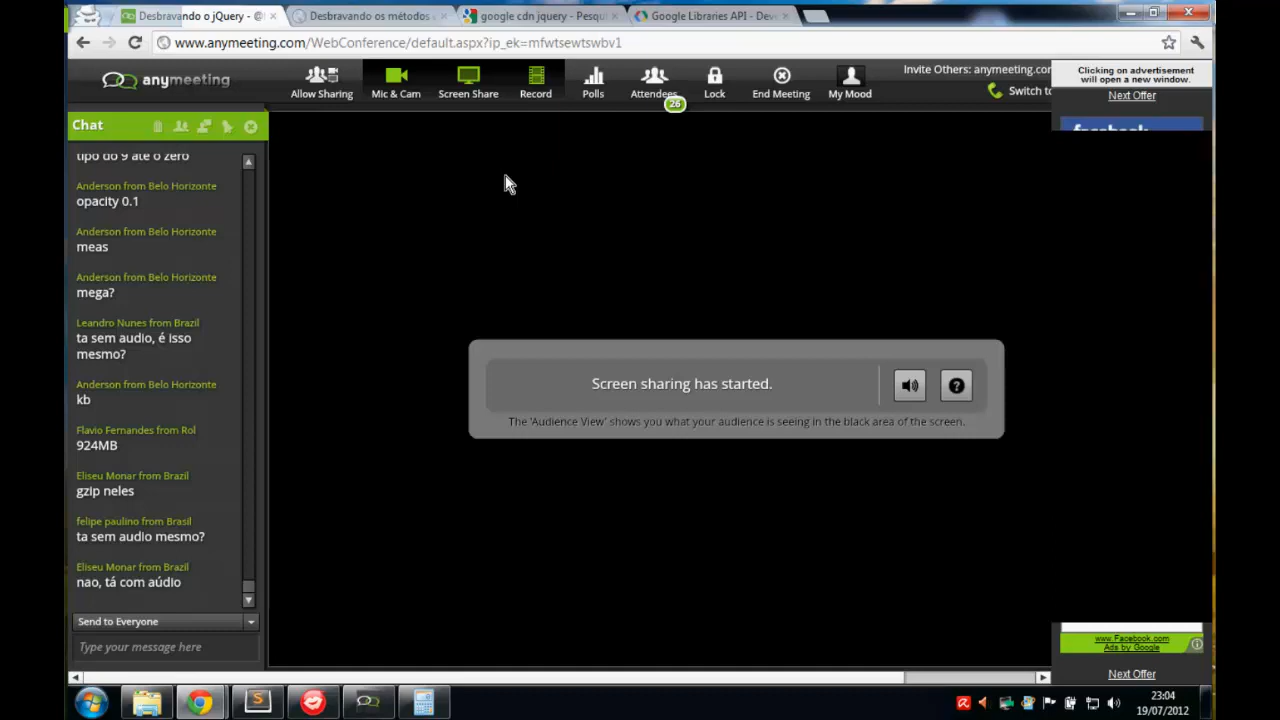 Desbravando o jQuery - @
Desbravando os métodos
google cdn jquery - Pesqu
Google Libraries API - Deve
www.anymeeting.com/WebConference/default.aspx?ip_ek=mfwtsewtswbv1
anymeeting
Allow Sharing
Mic & Cam
Screen Share
Record
Polls
Attendees
26
Lock
End Meeting
My Mood
Invite Others: anymeeting.com
Switch to
Clicking on advertisement
will open a new window.
Next Offer
facebook
Chat
tipo do 9 até o zero
Anderson from Belo Horizonte
opacity 0.1
Anderson from Belo Horizonte
meas
Anderson from Belo Horizonte
mega?
Leandro Nunes from Brazil
ta sem audio, é isso
mesmo?
Anderson from Belo Horizonte
kb
Flavio Fernandes from Rol
924MB
Eliseu Monar from Brazil
gzip neles
felipe paulino from Brasil
ta sem audio mesmo?
Eliseu Monar from Brazil
nao, tá com aúdio
Send to Everyone
Type your message here
Screen sharing has started.
The 'Audience View' shows you what your audience is seeing in the black area of the screen.
www.Facebook.com
Ads by Google
Next Offer
23:04
19/07/2012